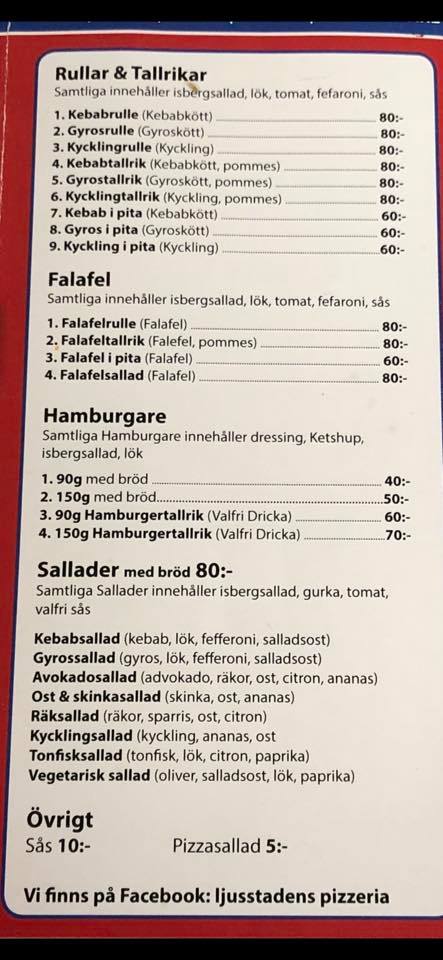 Rullar & Tallrikar
Samtliga innehåller isbergsallad, lök, tomat, fefaroni, sås
1. Kebabrulle (Kebabkött) 80:-
2. Gyrosrulle (Gyroskött) 80:-
3. Kycklingrulle (Kyckling) 80:-
4. Kebabtallrik (Kebabkött, pommes) 80:-
5. Gyrostallrik (Gyroskött, pommes) 80:-
6. Kycklingtallrik (Kyckling, pommes) 80:-
7. Kebab i pita (Kebabkött) 60:-
8. Gyros i pita (Gyroskött) 60:-
9. Kyckling i pita (Kyckling) 60:-
Falafel
Samtliga innehåller isbergsallad, lök, tomat, fefaroni, sås
1. Falafelrulle (Falafel) 80:-
2. Falafeltallrik (Falefel, pommes) 80:-
3. Falafel i pita (Falafel) 60:-
4. Falafelsallad (Falafel) 80:-
Hamburgare
Samtliga Hamburgare innehåller dressing, Ketshup,
isbergsallad, lök
1. 90g med bröd 40:-
2. 150g med bröd 50:-
3. 90g Hamburgertallrik (Valfri Dricka) 60:-
4. 150g Hamburgertallrik (Valfri Dricka) 70:-
Sallader med bröd 80:-
Samtliga Sallader innehåller isbergsallad, gurka, tomat,
valfri sås
Kebabsallad (kebab, lök, fefferoni, salladsost)
Gyrossallad (gyros, lök, fefferoni, salladsost)
Avokadosallad (advokado, räkor, ost, citron, ananas)
Ost & skinkasallad (skinka, ost, ananas)
Räksallad (räkor, sparris, ost, citron)
Kycklingsallad (kyckling, ananas, ost
Tonfisksallad (tonfisk, lök, citron, paprika)
Vegetarisk sallad (oliver, salladsost, lök, paprika)
Övrigt
Sås 10:- Pizzasallad 5:-
Vi finns på Facebook: ljusstadens pizzeria